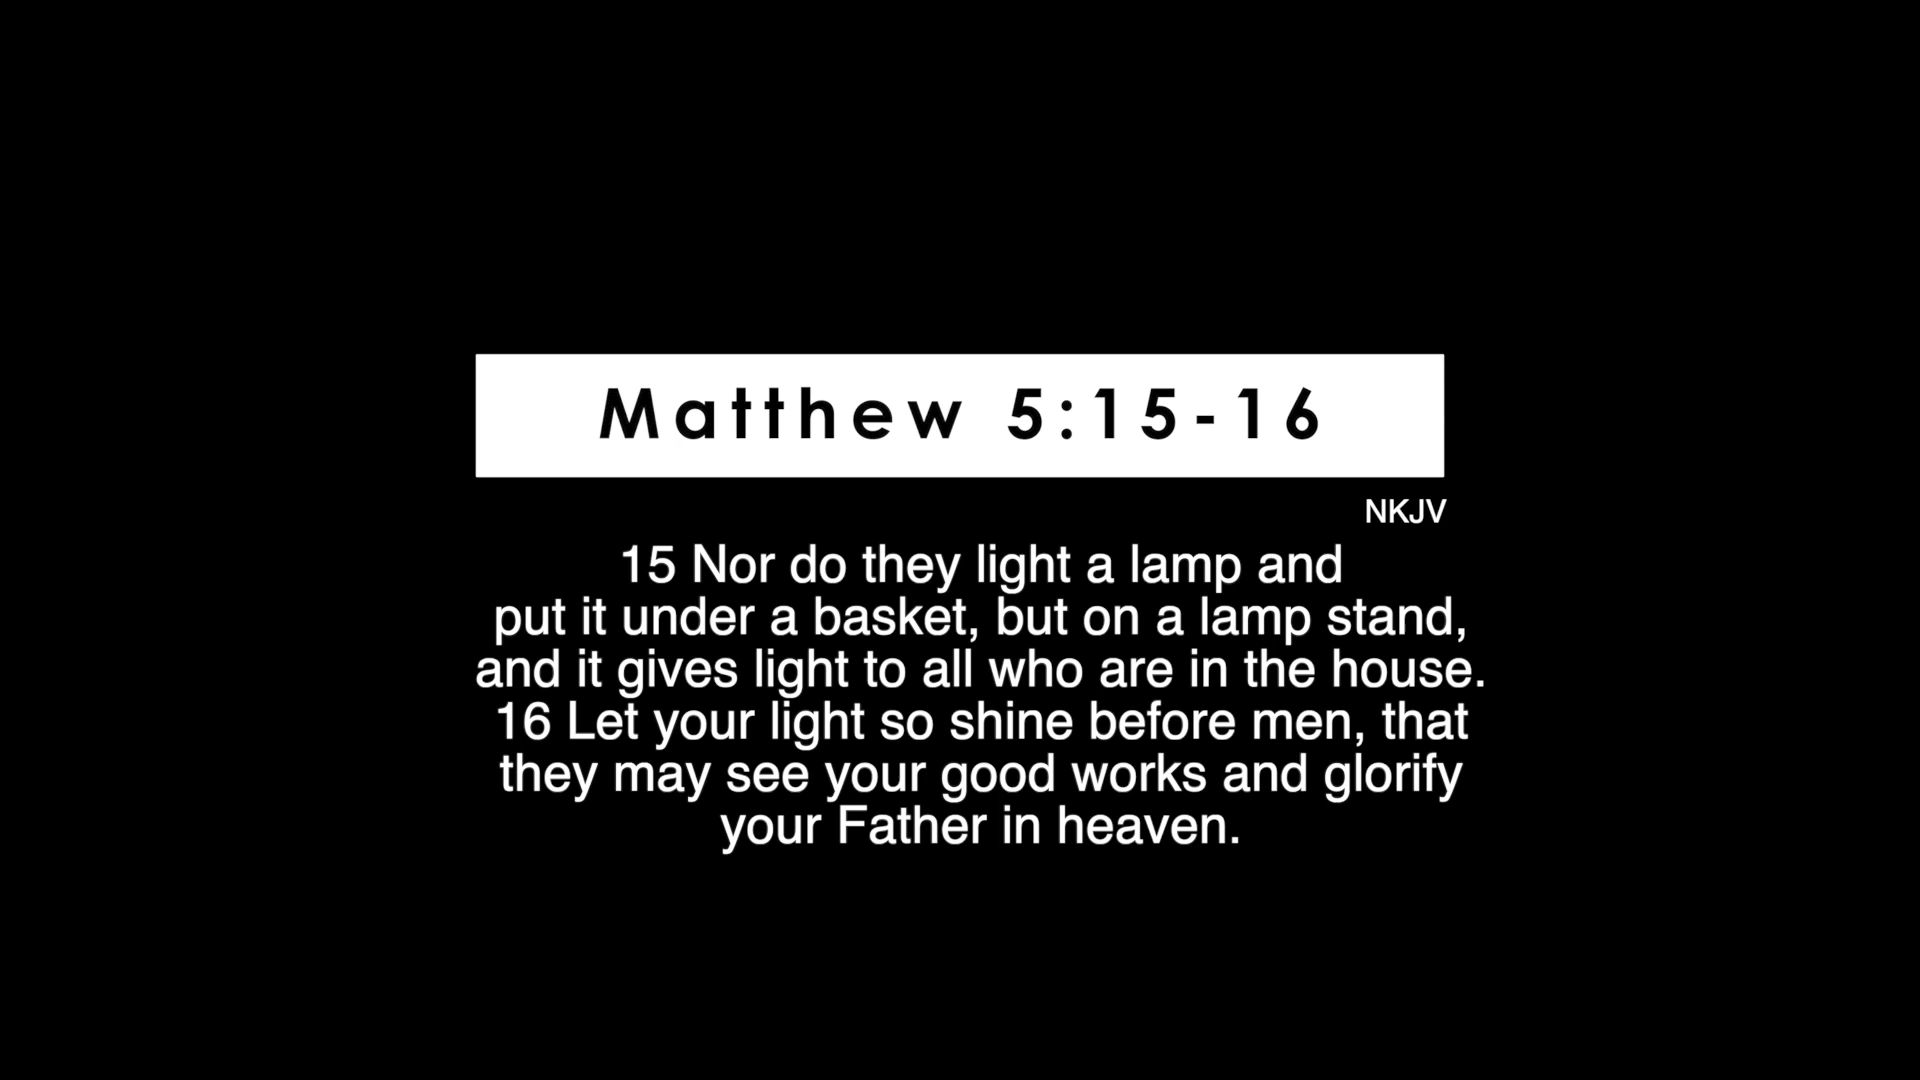 Matthew 5:15-16
NKJV
15 Nor do they light a lamp and
put it under a basket, but on a lamp stand,
and it gives light to all who are in the house.
16 Let your light so shine before men, that
they may see your good works and glorify
your Father in heaven.